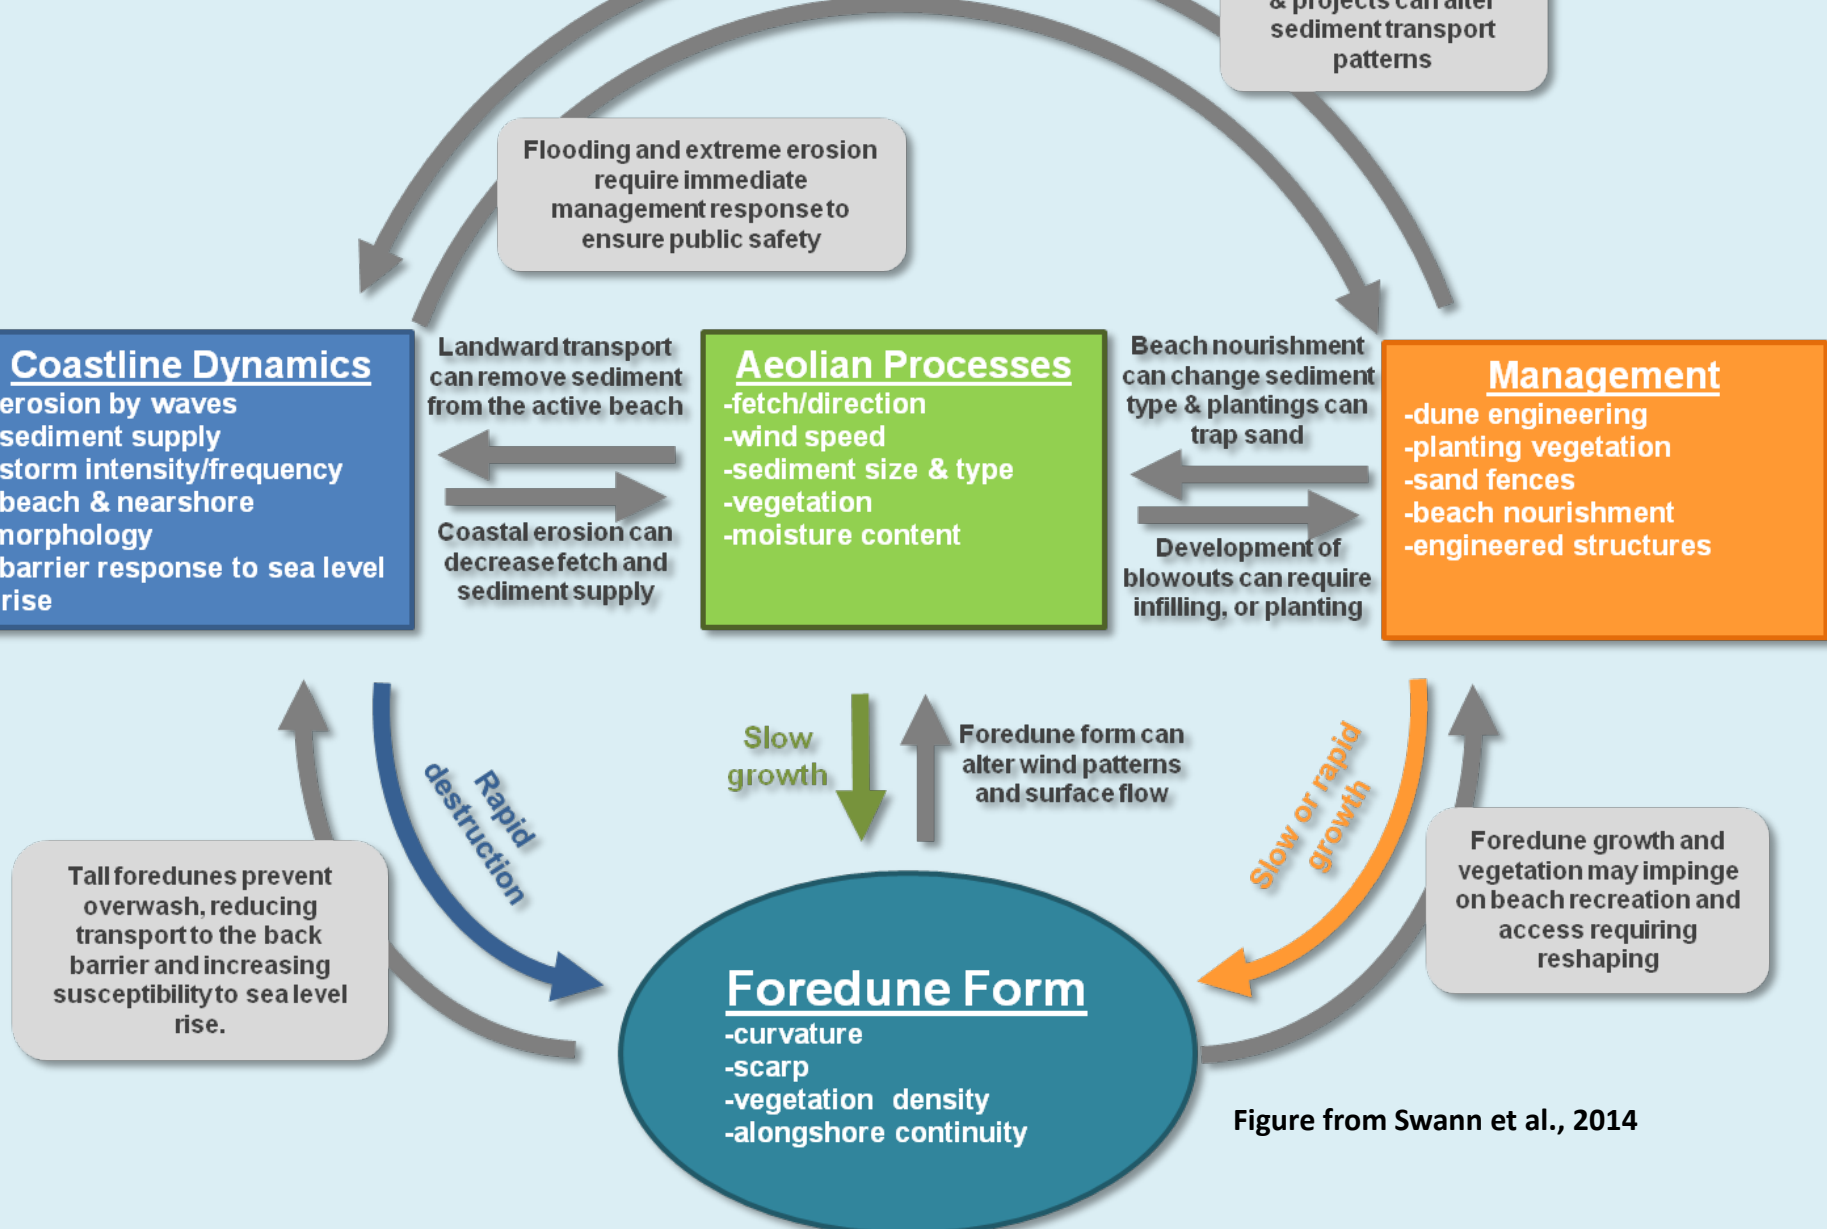 & projects can alter
sediment transport
patterns
Flooding and extreme erosion
require immediate
management response to
ensure public safety
Coastline Dynamics
erosion by waves
sediment supply
storm intensity/frequency
beach & nearshore
morphology
barrier response to sea level
rise
Landward transport
can remove sediment
from the active beach
Coastal erosion can
decrease fetch and
sediment supply
Aeolian Processes
-fetch/direction
-wind speed
-sediment size & type
-vegetation
-moisture content
Beach nourishment
can change sediment
type & plantings can
trap sand
Development of
blowouts can require
infilling, or planting
Management
-dune engineering
-planting vegetation
-sand fences
-beach nourishment
-engineered structures
Rapid
destruction
Slow
growth
Foredune form can
alter wind patterns
and surface flow
Slow or rapid
growth
Tall foredunes prevent
overwash, reducing
transport to the back
barrier and increasing
susceptibility to sea level
rise.
Foredune growth and
vegetation may impinge
on beach recreation and
access requiring
reshaping
Foredune Form
-curvature
-scarp
-vegetation density
-alongshore continuity
Figure from Swann et al., 2014